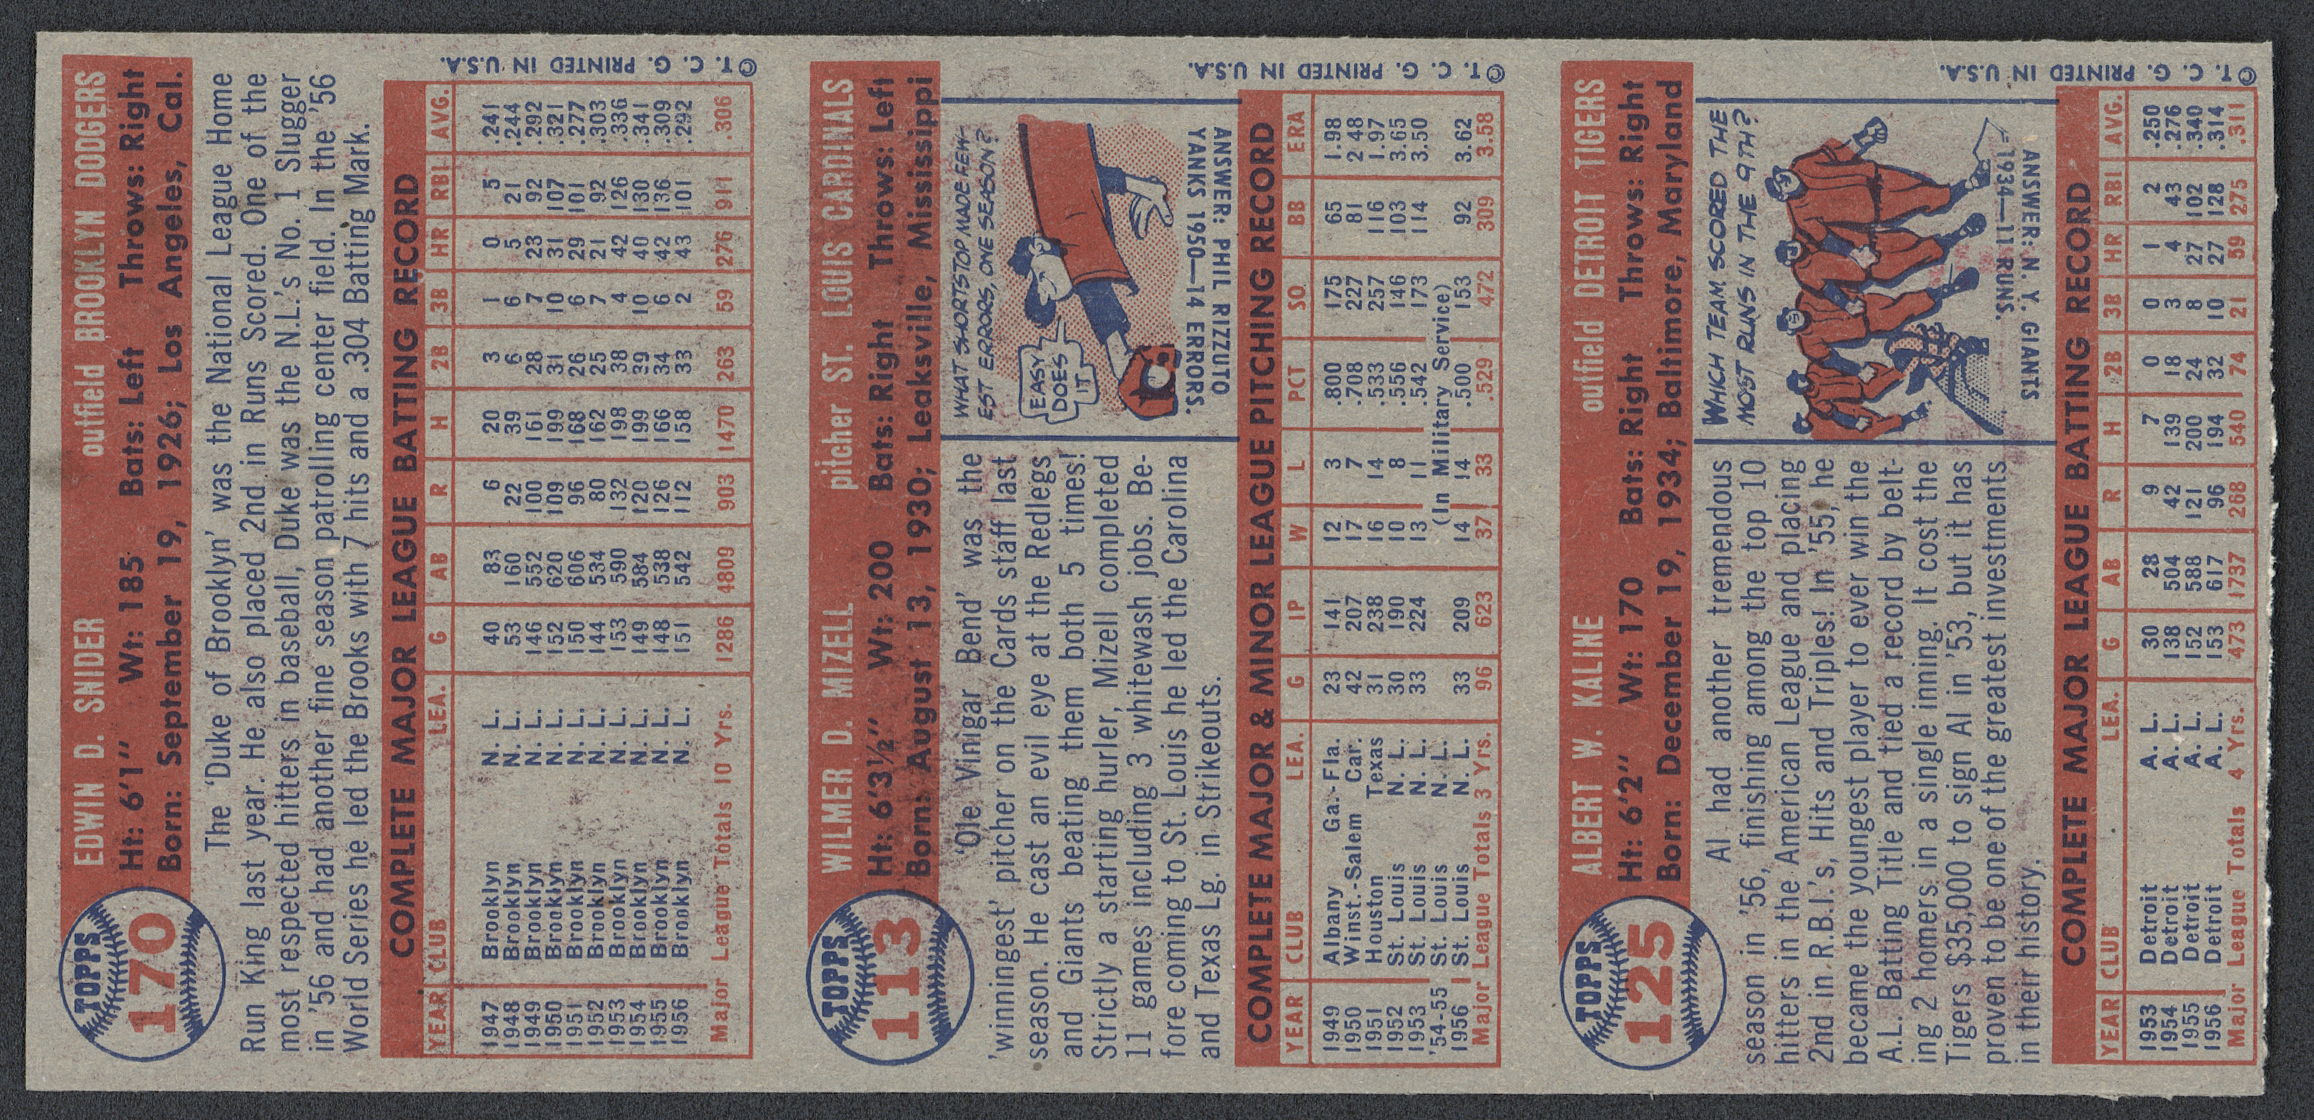 TOPPS
170
EDWIN D. SNIDER outfield BROOKLYN DODGERS
Ht: 6'1" Wt: 185 Bats: Left Throws: Right
Born: September 19, 1926; Los Angeles, Cal.
The 'Duke of Brooklyn' was the National League Home
Run King last year. He also placed 2nd. in Runs Scored. One of the
most respected hitters in baseball, Duke was the N.L.'s No. 1 Slugger
in '56 and had another fine season patrolling center field. In the '56
World Series he led the Brooks with 7 hits and a .304 Batting Mark.
COMPLETE MAJOR LEAGUE BATTING RECORD
YEAR CLUB LEA. G AB R H 2B 3B HR RBI AVG.
1947 Brooklyn N. L. 40 83 6 20 3 1 0 5 .241
1948 Brooklyn N. L. 53 160 22 39 6 6 5 21 .244
1949 Brooklyn N. L. 146 552 100 161 28 7 23 92 .292
1950 Brooklyn N. L. 152 620 109 199 31 10 31 107 .321
1951 Brooklyn N. L. 150 606 96 168 26 6 29 101 .277
1952 Brooklyn N. L. 144 534 80 162 25 7 21 92 .303
1953 Brooklyn N. L. 153 590 132 198 38 4 42 126 .336
1954 Brooklyn N. L. 149 584 120 199 39 10 40 130 .341
1955 Brooklyn N. L. 148 538 126 166 34 6 42 136 .309
1956 Brooklyn N. L. 151 542 112 158 33 2 43 101 .292
Major League Totals 10 Yrs. 1286 4809 903 1470 263 59 276 911 .306
© T. C. G. PRINTED IN U.S.A.
TOPPS
113
WILMER D. MIZELL pitcher ST. LOUIS CARDINALS
Ht: 6'3½" Wt: 200 Bats: Right Throws: Left
Born: August 13, 1930; Leaksville, Mississippi
'Ole Vinigar Bend' was the
'winningest' pitcher on the Cards staff last
season. He cast an evil eye at the Redlegs
and Giants beating them both 5 times!
Strictly a starting hurler, Mizell completed
11 games including 3 whitewash jobs. Be-
fore coming to St. Louis he led the Carolina
and Texas Lg. in Strikeouts.
WHAT SHORTSTOP MADE FEW-
EST ERRORS, ONE SEASON?
EASY
DOES
IT
ANSWER: PHIL RIZZUTO
YANKS 1950—14 ERRORS.
COMPLETE MAJOR & MINOR LEAGUE PITCHING RECORD
YEAR CLUB LEA. G IP W L PCT SO BB ERA
1949 Albany Ga.-Fla. 23 141 12 3 .800 175 65 1.98
1950 Winst.-Salem Car. 42 207 17 7 .708 227 81 2.48
1951 Houston Texas 31 238 16 14 .533 257 116 1.97
1952 St. Louis N. L. 30 190 10 8 .556 146 103 3.65
1953 St. Louis N. L. 33 224 13 11 .542 173 114 3.50
'54-55 St. Louis N. L. (In Military Service)
1956 St. Louis N. L. 33 209 14 14 .500 153 92 3.62
Major League Totals 3 Yrs. 96 623 37 33 .529 472 309 3.58
© T. C. G. PRINTED IN U.S.A.
TOPPS
125
ALBERT W. KALINE outfield DETROIT TIGERS
Ht: 6'2" Wt: 170 Bats: Right Throws: Right
Born: December 19, 1934; Baltimore, Maryland
Al had another tremendous
season in '56, finishing among the top 10
hitters in the American League and placing
2nd in R.B.I.'s, Hits and Triples! In '55, he
became the youngest player to ever win the
A.L. Batting Title and tied a record by belt-
ing 2 homers in a single inning. It cost the
Tigers $35,000 to sign Al in '53, but it has
proven to be one of the greatest investments
in their history.
WHICH TEAM SCORED THE
MOST RUNS IN THE 9TH?
ANSWER: N. Y. GIANTS
1934—11 RUNS.
COMPLETE MAJOR LEAGUE BATTING RECORD
YEAR CLUB LEA. G AB R H 2B 3B HR RBI AVG.
1953 Detroit A. L. 30 28 9 7 0 0 1 2 .250
1954 Detroit A. L. 138 504 42 139 18 3 4 43 .276
1955 Detroit A. L. 152 588 121 200 24 8 27 102 .340
1956 Detroit A. L. 153 617 96 194 32 10 27 128 .314
Major League Totals 4 Yrs. 473 1737 268 540 74 21 59 275 .311
© T. C. G. PRINTED IN U.S.A.